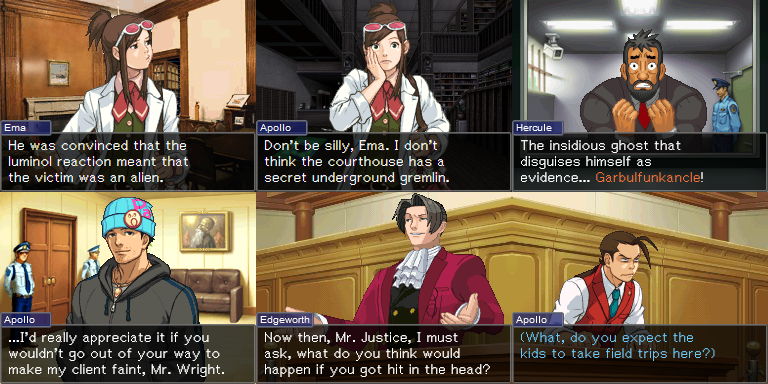 Ema
He was convinced that the
luminol reaction meant that
the victim was an alien.
Apollo
Don't be silly, Ema. I don't
think the courthouse has a
secret underground gremlin.
Hercule
The insidious ghost that
disguises himself as
evidence... Garbulfunkancle!
Apollo
...I'd really appreciate it if you
wouldn't go out of your way to
make my client faint, Mr. Wright.
Edgeworth
Now then, Mr. Justice, I must
ask, what do you think would
happen if you got hit in the head?
Apollo
(What, do you expect the
kids to take field trips here?)